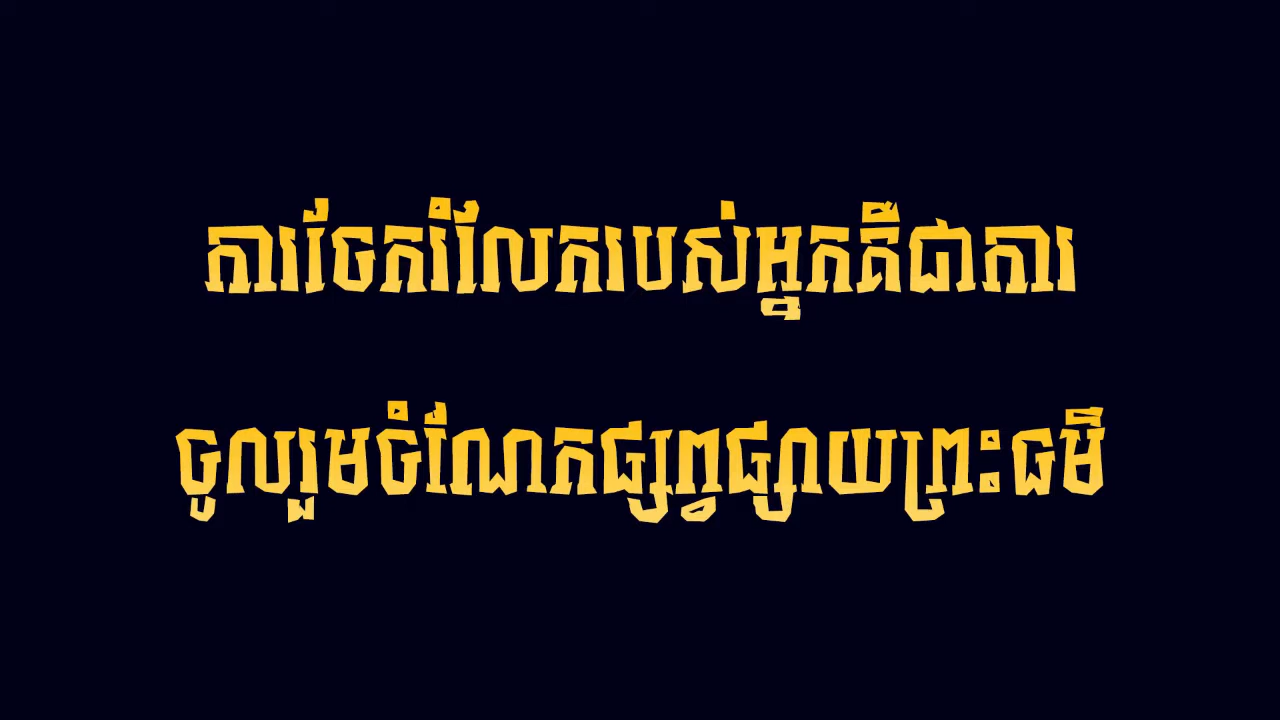 ការចែករំលែករបស់អ្នកគឺជាការ
ចូលរួមចំណែកផ្សព្វផ្សាយព្រះធម៌